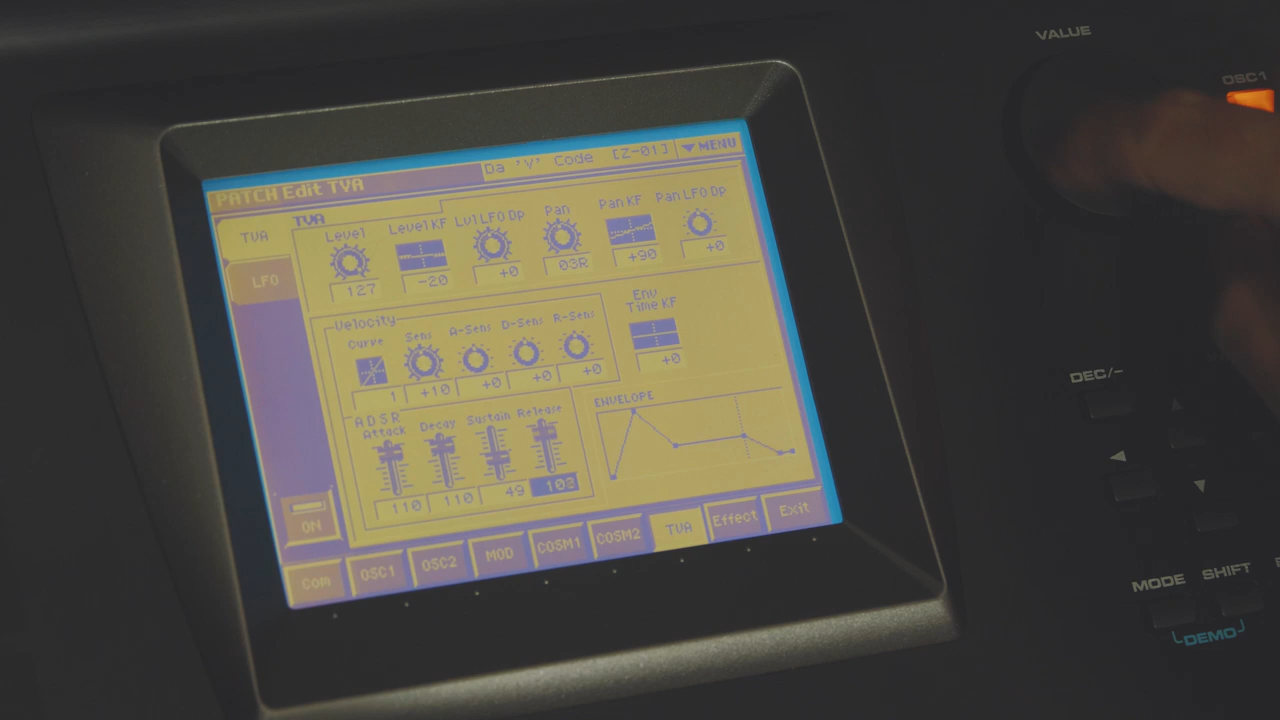 VALUE
OSC1
PATCH Edit TVA
Da 'V' Code [Z-01] ▼MENU
TVA
LFO
ON
TVA
Level Level KF Lvl LFO Dp Pan Pan KF Pan LFO Dp
127 -20 +0 03R +90 +0
Velocity
Curve Sens A-Sens D-Sens R-Sens
1 +10 +0 +0 +0
Env
Time KF
+0
ADSR
Attack Decay Sustain Release
110 110 49
ENVELOPE
Com OSC1 OSC2 MOD COSM1 COSM2 TVA Effect Exit
DEC/-
MODE SHIFT
DEMO